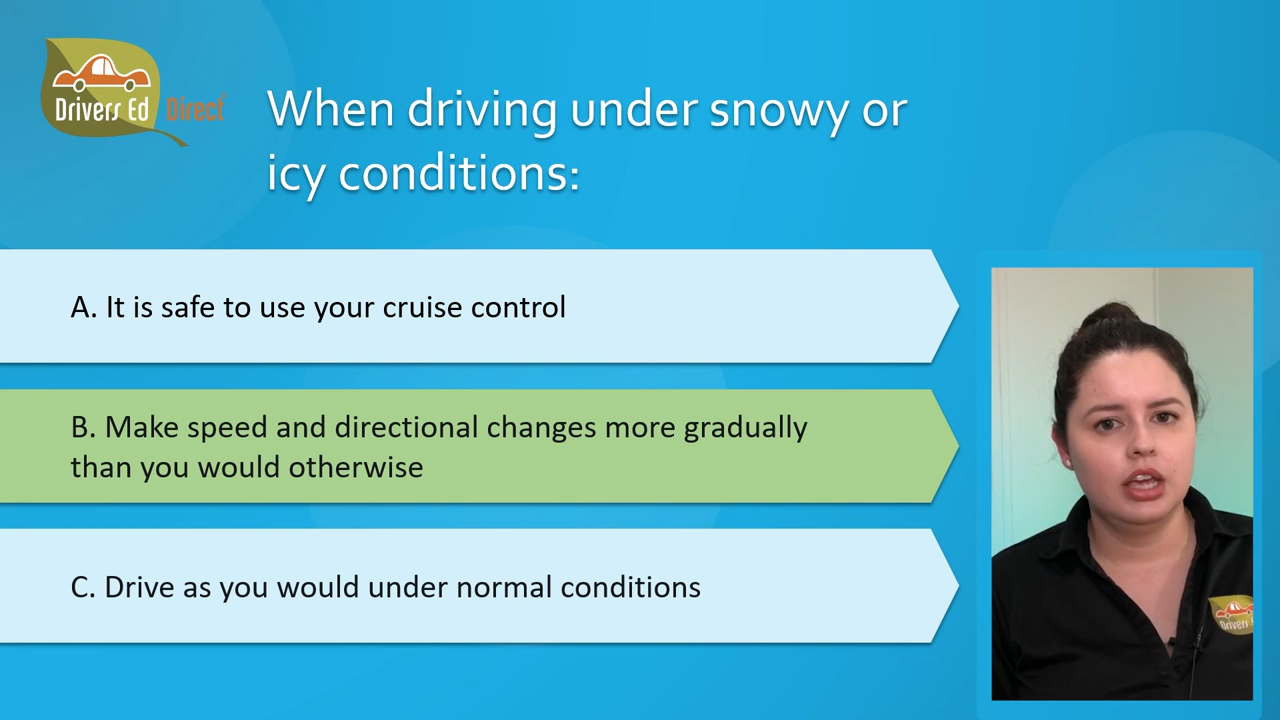 Drivers Ed Direct
When driving under snowy or
icy conditions:
A. It is safe to use your cruise control
B. Make speed and directional changes more gradually
than you would otherwise
C. Drive as you would under normal conditions
Drivers